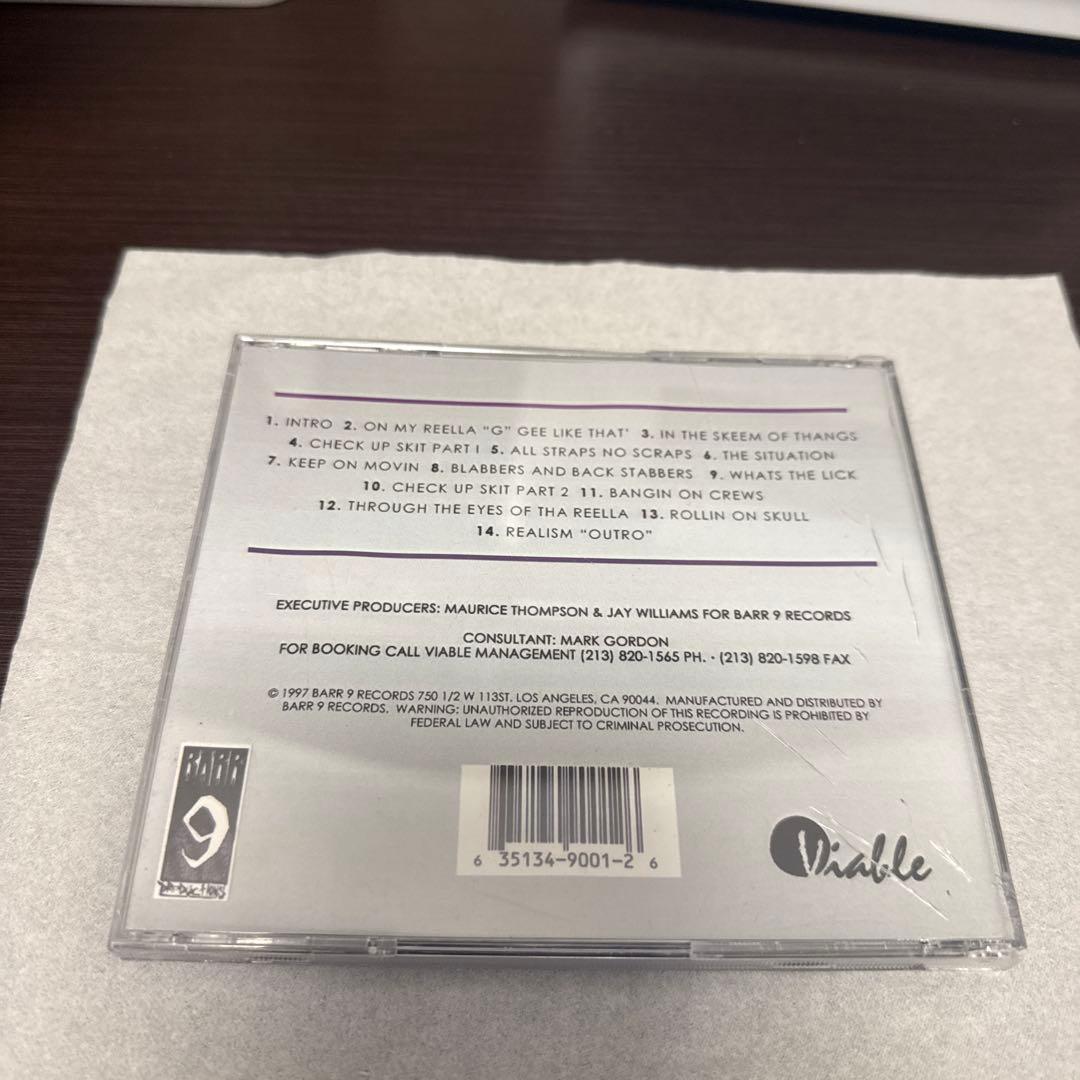 1. INTRO 2. ON MY REELLA "G" GEE LIKE THAT' 3. IN THE SKEEM OF THANGS
4. CHECK UP SKIT PART I 5. ALL STRAPS NO SCRAPS 6. THE SITUATION
7. KEEP ON MOVIN 8. BLABBERS AND BACK STABBERS 9. WHATS THE LICK
10. CHECK UP SKIT PART 2 11. BANGIN ON CREWS
12. THROUGH THE EYES OF THA REELLA 13. ROLLIN ON SKULL
14. REALISM "OUTRO"
EXECUTIVE PRODUCERS: MAURICE THOMPSON & JAY WILLIAMS FOR BARR 9 RECORDS
CONSULTANT: MARK GORDON
FOR BOOKING CALL VIABLE MANAGEMENT (213) 820-1565 PH. • (213) 820-1598 FAX
© 1997 BARR 9 RECORDS 750 1/2 W 113ST. LOS ANGELES, CA 90044. MANUFACTURED AND DISTRIBUTED BY
BARR 9 RECORDS. WARNING: UNAUTHORIZED REPRODUCTION OF THIS RECORDING IS PROHIBITED BY
FEDERAL LAW AND SUBJECT TO CRIMINAL PROSECUTION.
BARR
9
PRODUCTIONS
6 35134-9001-2 6
Viable